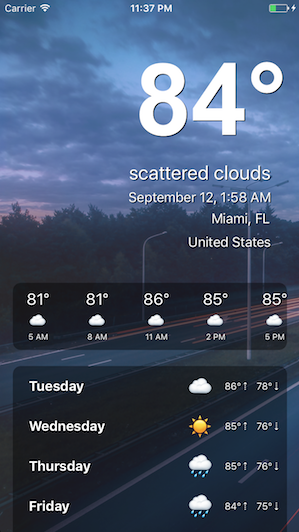 Carrier 11:37 PM
84°
scattered clouds
September 12, 1:58 AM
Miami, FL
United States
81° 81° 86° 85° 85°
5 AM 8 AM 11 AM 2 PM 5 PM
Tuesday 86°↑ 78°↓
Wednesday 85°↑ 76°↓
Thursday 85°↑ 76°↓
Friday 84°↑ 75°↓